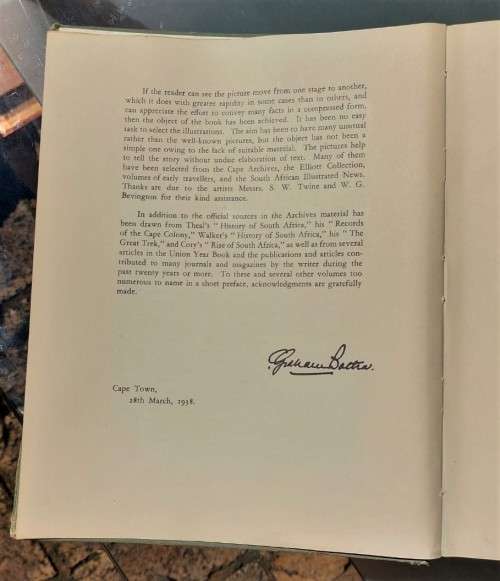 If the reader can see the picture move from one stage to another,
which it does with greater rapidity in some cases than in others, and
can appreciate the effort to convey many facts in a compressed form,
then the object of the book has been achieved. It has been no easy
task to select the illustrations. The aim has been to have many unusual
rather than the well-known pictures, but the object has not been a
simple one owing to the lack of suitable material. The pictures help
to tell the story without undue elaboration of text. Many of them
have been selected from the Cape Archives, the Elliott Collection,
volumes of early travellers, and the South African Illustrated News.
Thanks are due to the artists Messrs. S. W. Twine and W. G.
Bevington for their kind assistance.
In addition to the official sources in the Archives material has
been drawn from Theal's " History of South Africa," his " Records
of the Cape Colony," Walker's " History of South Africa," his " The
Great Trek," and Cory's " Rise of South Africa," as well as from several
articles in the Union Year Book and the publications and articles con-
tributed to many journals and magazines by the writer during the
past twenty years or more. To these and several other volumes too
numerous to name in a short preface, acknowledgments are gratefully
made.
Graham Botha.
Cape Town,
28th March, 1938.